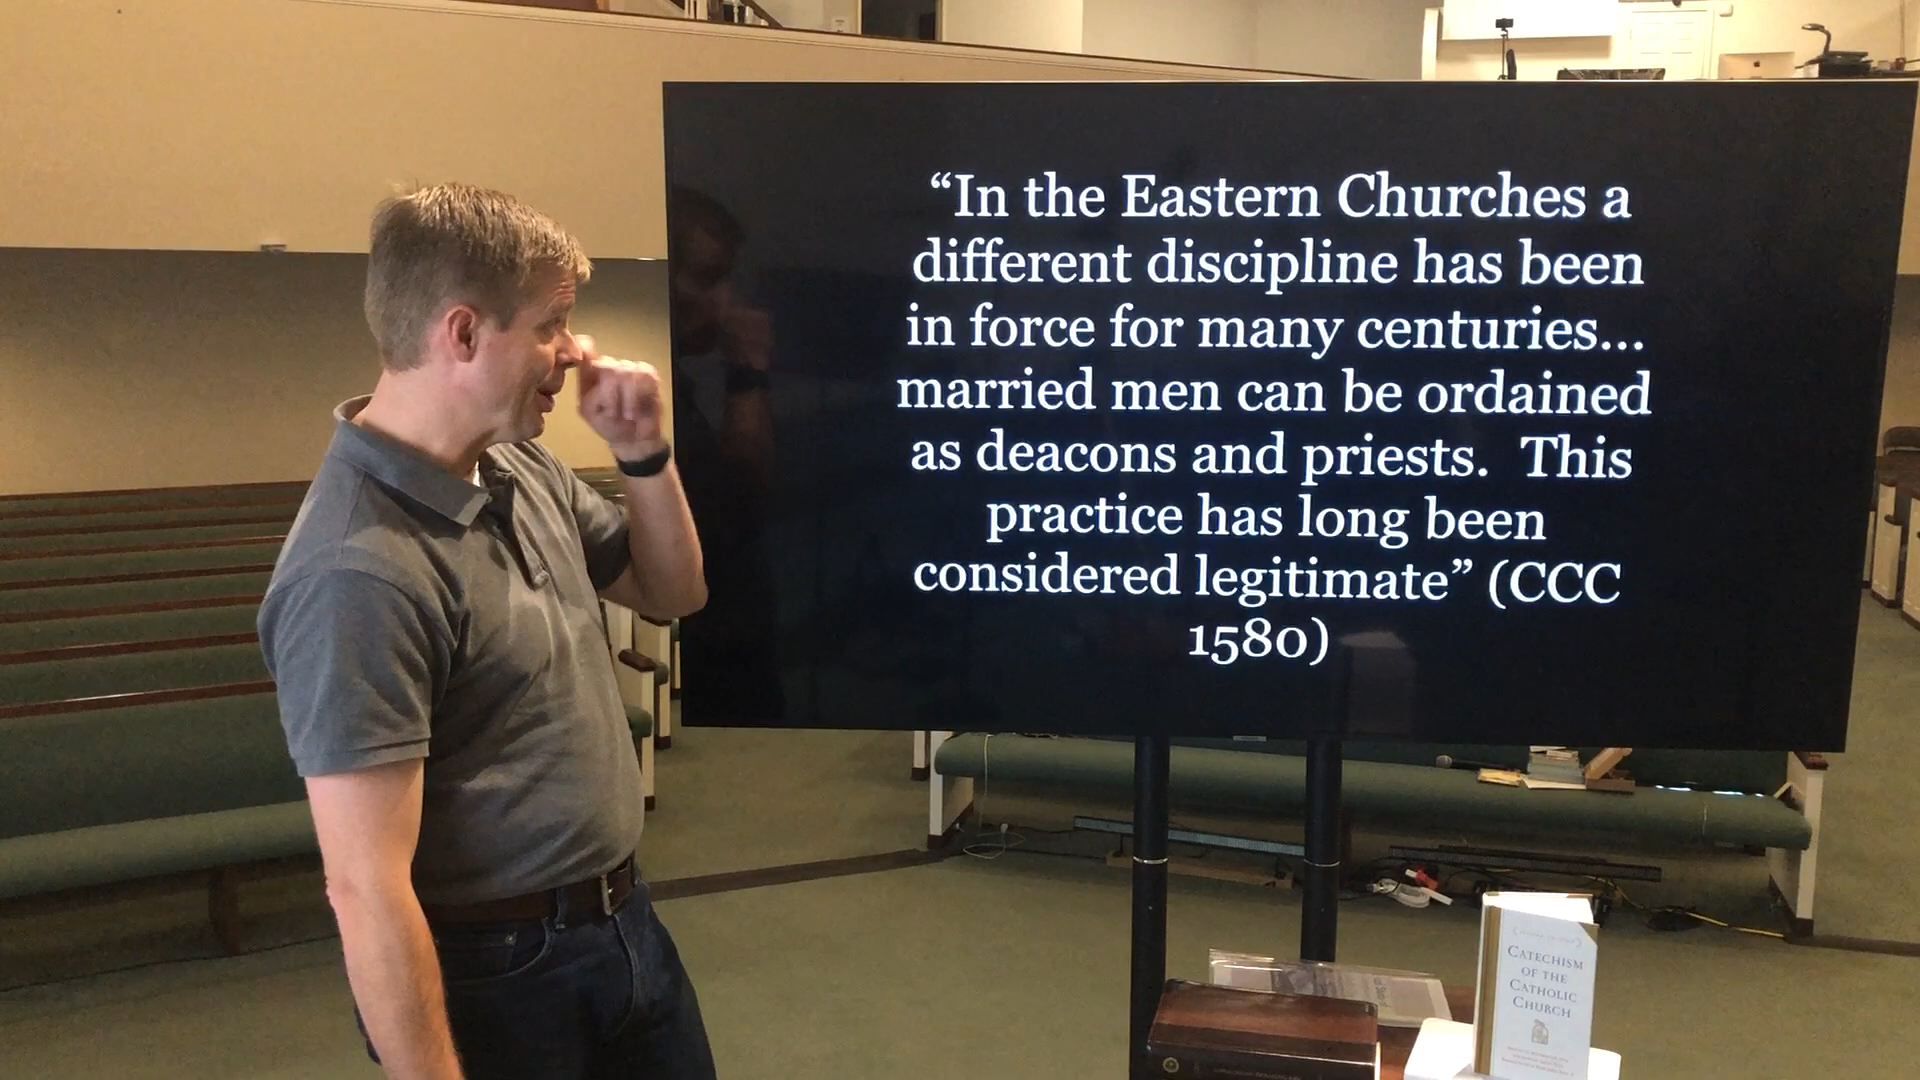 “In the Eastern Churches a
different discipline has been
in force for many centuries...
married men can be ordained
as deacons and priests.  This
practice has long been
considered legitimate” (CCC
1580)
CATECHISM
OF THE
CATHOLIC
CHURCH